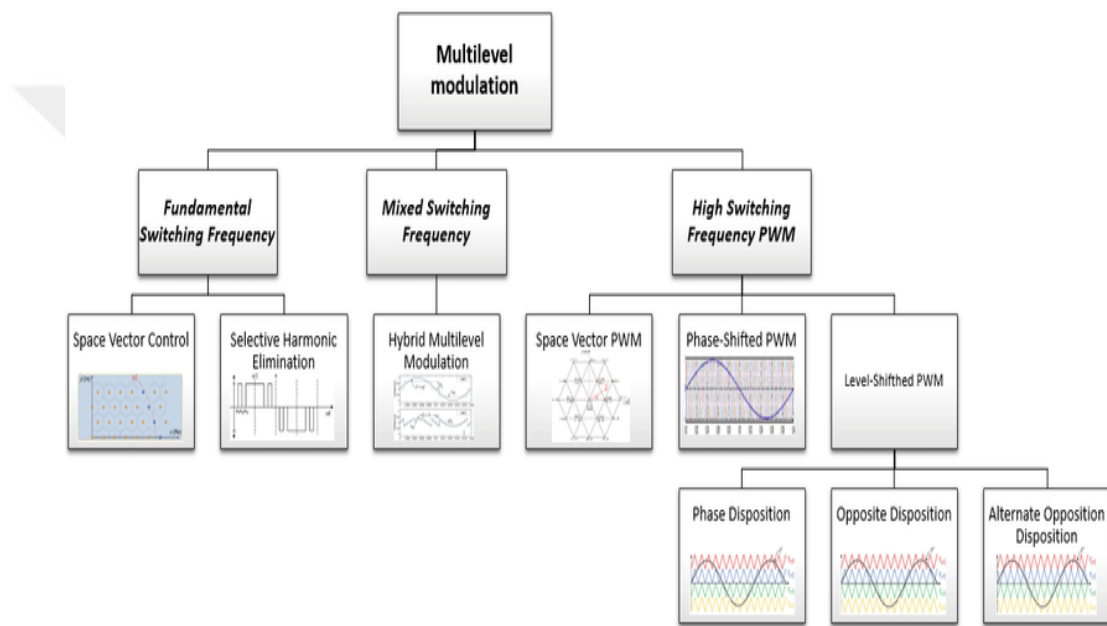 Multilevel
modulation
Fundamental
Switching Frequency
Mixed Switching
Frequency
High Switching
Frequency PWM
Space Vector Control
Selective Harmonic
Elimination
Hybrid Multilevel
Modulation
Space Vector PWM
Phase-Shifted PWM
Level-Shifthed PWM
Phase Disposition
Opposite Disposition
Alternate Opposition
Disposition